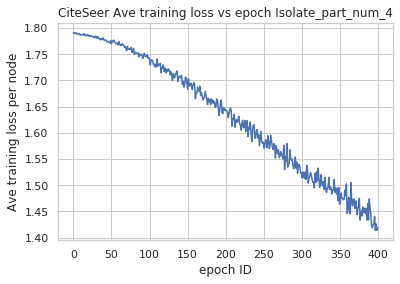 CiteSeer Ave training loss vs epoch Isolate_part_num_4
Ave training loss per node
1.80
1.75
1.70
1.65
1.60
1.55
1.50
1.45
1.40
0 50 100 150 200 250 300 350 400
epoch ID